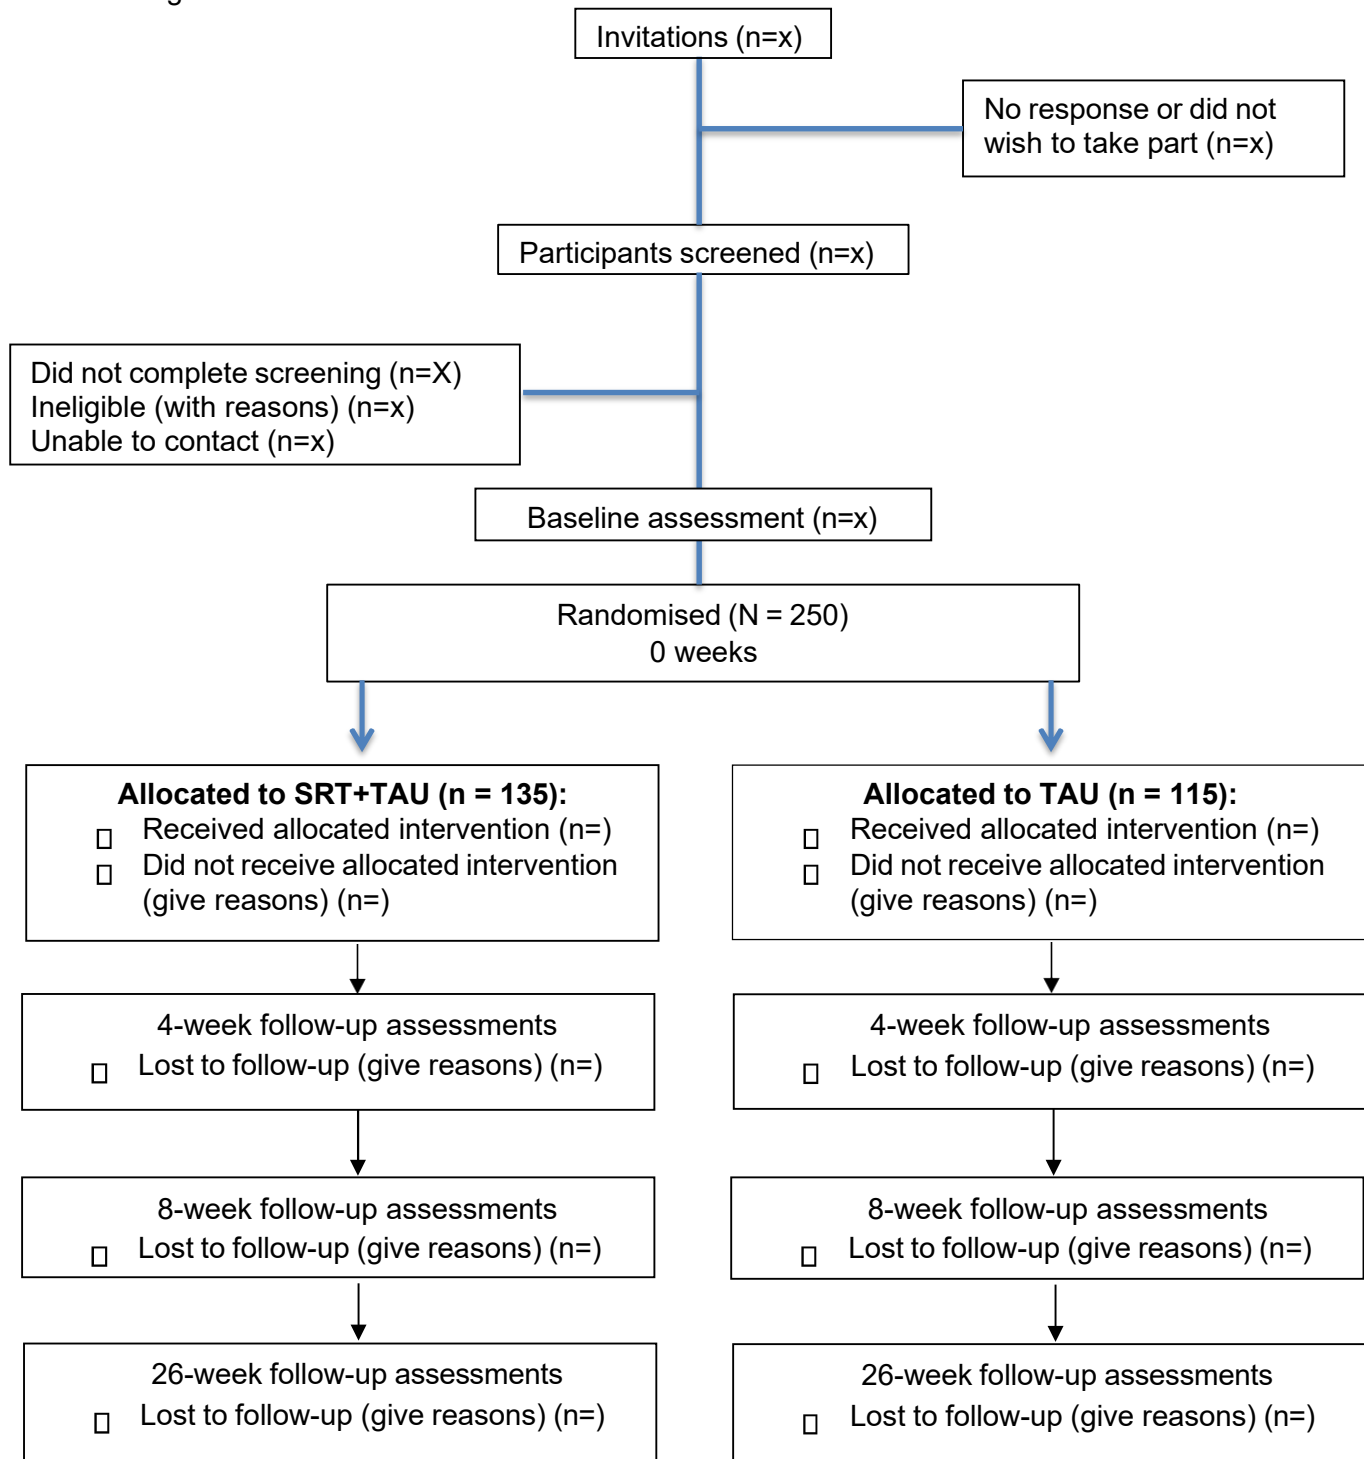 Invitations (n=x)
No response or did not
wish to take part (n=x)
Participants screened (n=x)
Did not complete screening (n=X)
Ineligible (with reasons) (n=x)
Unable to contact (n=x)
Baseline assessment (n=x)
Randomised (N = 250)
0 weeks
Allocated to SRT+TAU (n = 135):
Received allocated intervention (n=)
Did not receive allocated intervention
(give reasons) (n=)
Allocated to TAU (n = 115):
Received allocated intervention (n=)
Did not receive allocated intervention
(give reasons) (n=)
4-week follow-up assessments
Lost to follow-up (give reasons) (n=)
4-week follow-up assessments
Lost to follow-up (give reasons) (n=)
8-week follow-up assessments
Lost to follow-up (give reasons) (n=)
8-week follow-up assessments
Lost to follow-up (give reasons) (n=)
26-week follow-up assessments
Lost to follow-up (give reasons) (n=)
26-week follow-up assessments
Lost to follow-up (give reasons) (n=)